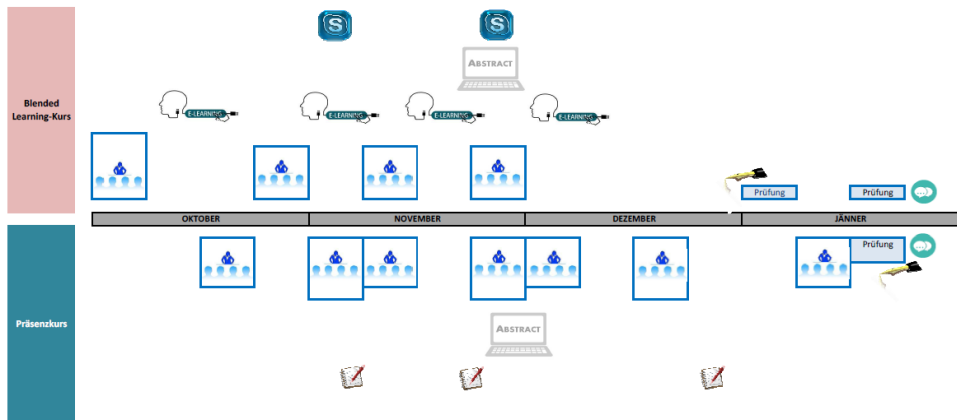 S
S
ABSTRACT
Blended
Learning-Kurs
E-LEARNING
E-LEARNING
E-LEARNING
E-LEARNING
Prüfung
Prüfung
OKTOBER
NOVEMBER
DEZEMBER
JÄNNER
Prüfung
Präsenzkurs
ABSTRACT